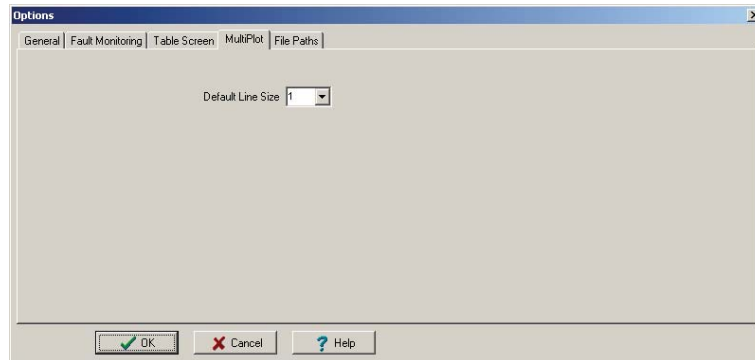 Options
General Fault Monitoring Table Screen MultiPlot File Paths
Default Line Size 1
OK Cancel Help